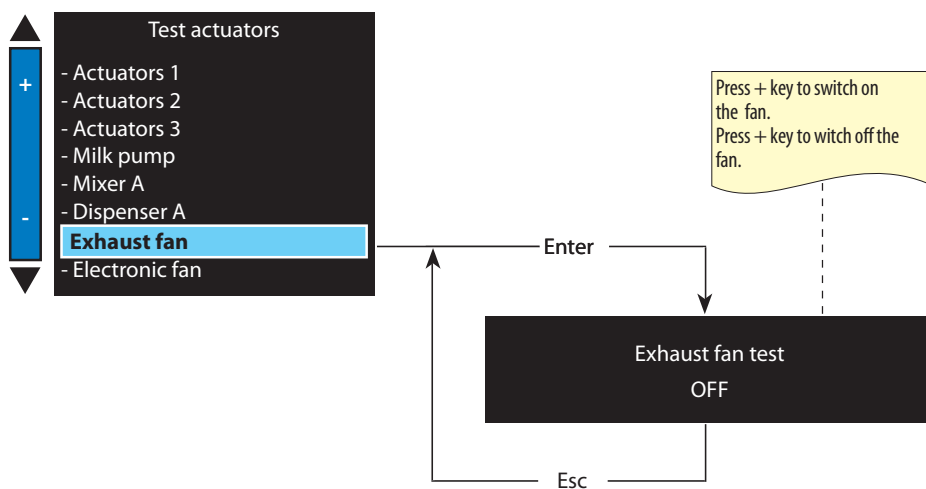 Test actuators
+
- Actuators 1
- Actuators 2
- Actuators 3
- Milk pump
- Mixer A
- Dispenser A
Exhaust fan
- Electronic fan
-
Press + key to switch on
the fan.
Press + key to witch off the
fan.
Enter
Exhaust fan test
OFF
Esc